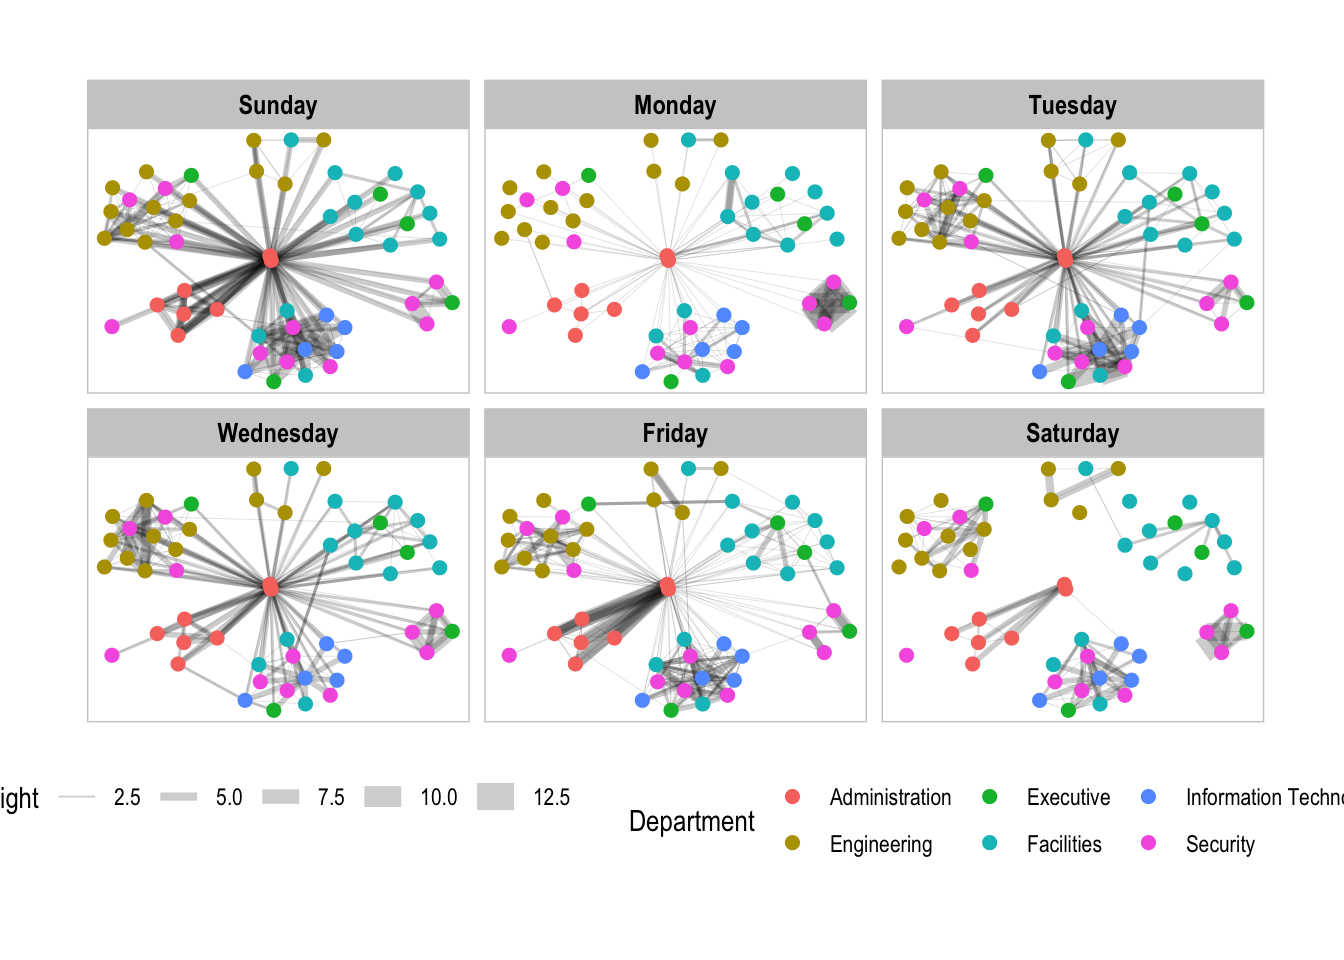 Sunday Monday Tuesday
Wednesday Friday Saturday
ight 2.5 5.0 7.5 10.0 12.5
Department
Administration Executive Information Techno
Engineering Facilities Security